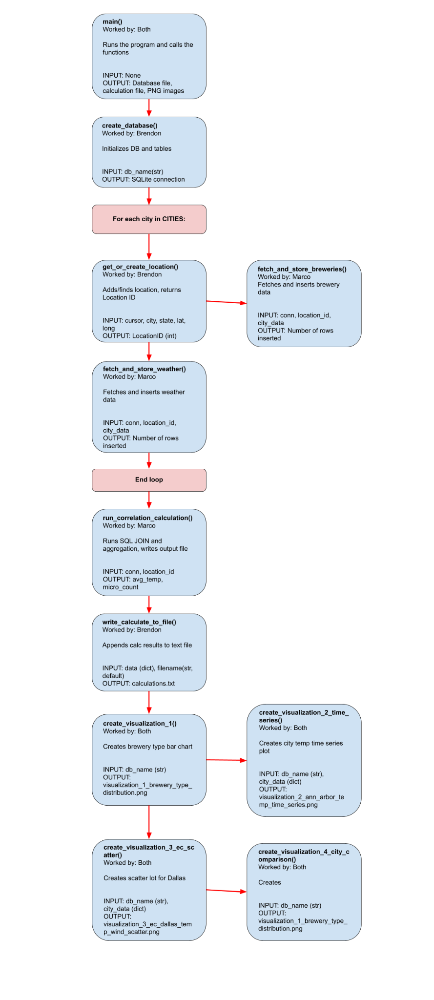 main()
Worked by: Both
Runs the program and calls the
functions
INPUT: None
OUTPUT: Database file,
calculation file, PNG images
create_database()
Worked by: Brendon
Initializes DB and tables
INPUT: db_name(str)
OUTPUT: SQLite connection
For each city in CITIES:
get_or_create_location()
Worked by: Brendon
Adds/finds location, returns
Location ID
INPUT: cursor, city, state, lat,
long
OUTPUT: LocationID (int)
fetch_and_store_breweries()
Worked by: Marco
Fetches and inserts brewery
data
INPUT: conn, location_id,
city_data
OUTPUT: Number of rows
inserted
fetch_and_store_weather()
Worked by: Marco
Fetches and inserts weather
data
INPUT: conn, location_id,
city_data
OUTPUT: Number of rows
inserted
End loop
run_correlation_calculation()
Worked by: Marco
Runs SQL JOIN and
aggregation, writes output file
INPUT: conn, location_id
OUTPUT: avg_temp,
micro_count
write_calculate_to_file()
Worked by: Brendon
Appends calc results to text file
INPUT: data (dict), filename(str,
default)
OUTPUT: calculations.txt
create_visualization_1()
Worked by: Both
Creates brewery type bar chart
INPUT: db_name (str)
OUTPUT:
visualization_1_brewery_type_
distribution.png
create_visualization_2_time_
series()
Worked by: Both
Creates city temp time series
plot
INPUT: db_name (str),
city_data (dict)
OUTPUT:
visualization_2_ann_arbor_te
mp_time_series.png
create_visualization_3_ec_sc
atter()
Worked by: Both
Creates scatter lot for Dallas
INPUT: db_name (str),
city_data (dict)
OUTPUT:
visualization_3_ec_dallas_tem
p_wind_scatter.png
create_visualization_4_city_c
omparison()
Worked by: Both
Creates
INPUT: db_name (str)
OUTPUT:
visualization_1_brewery_type_
distribution.png